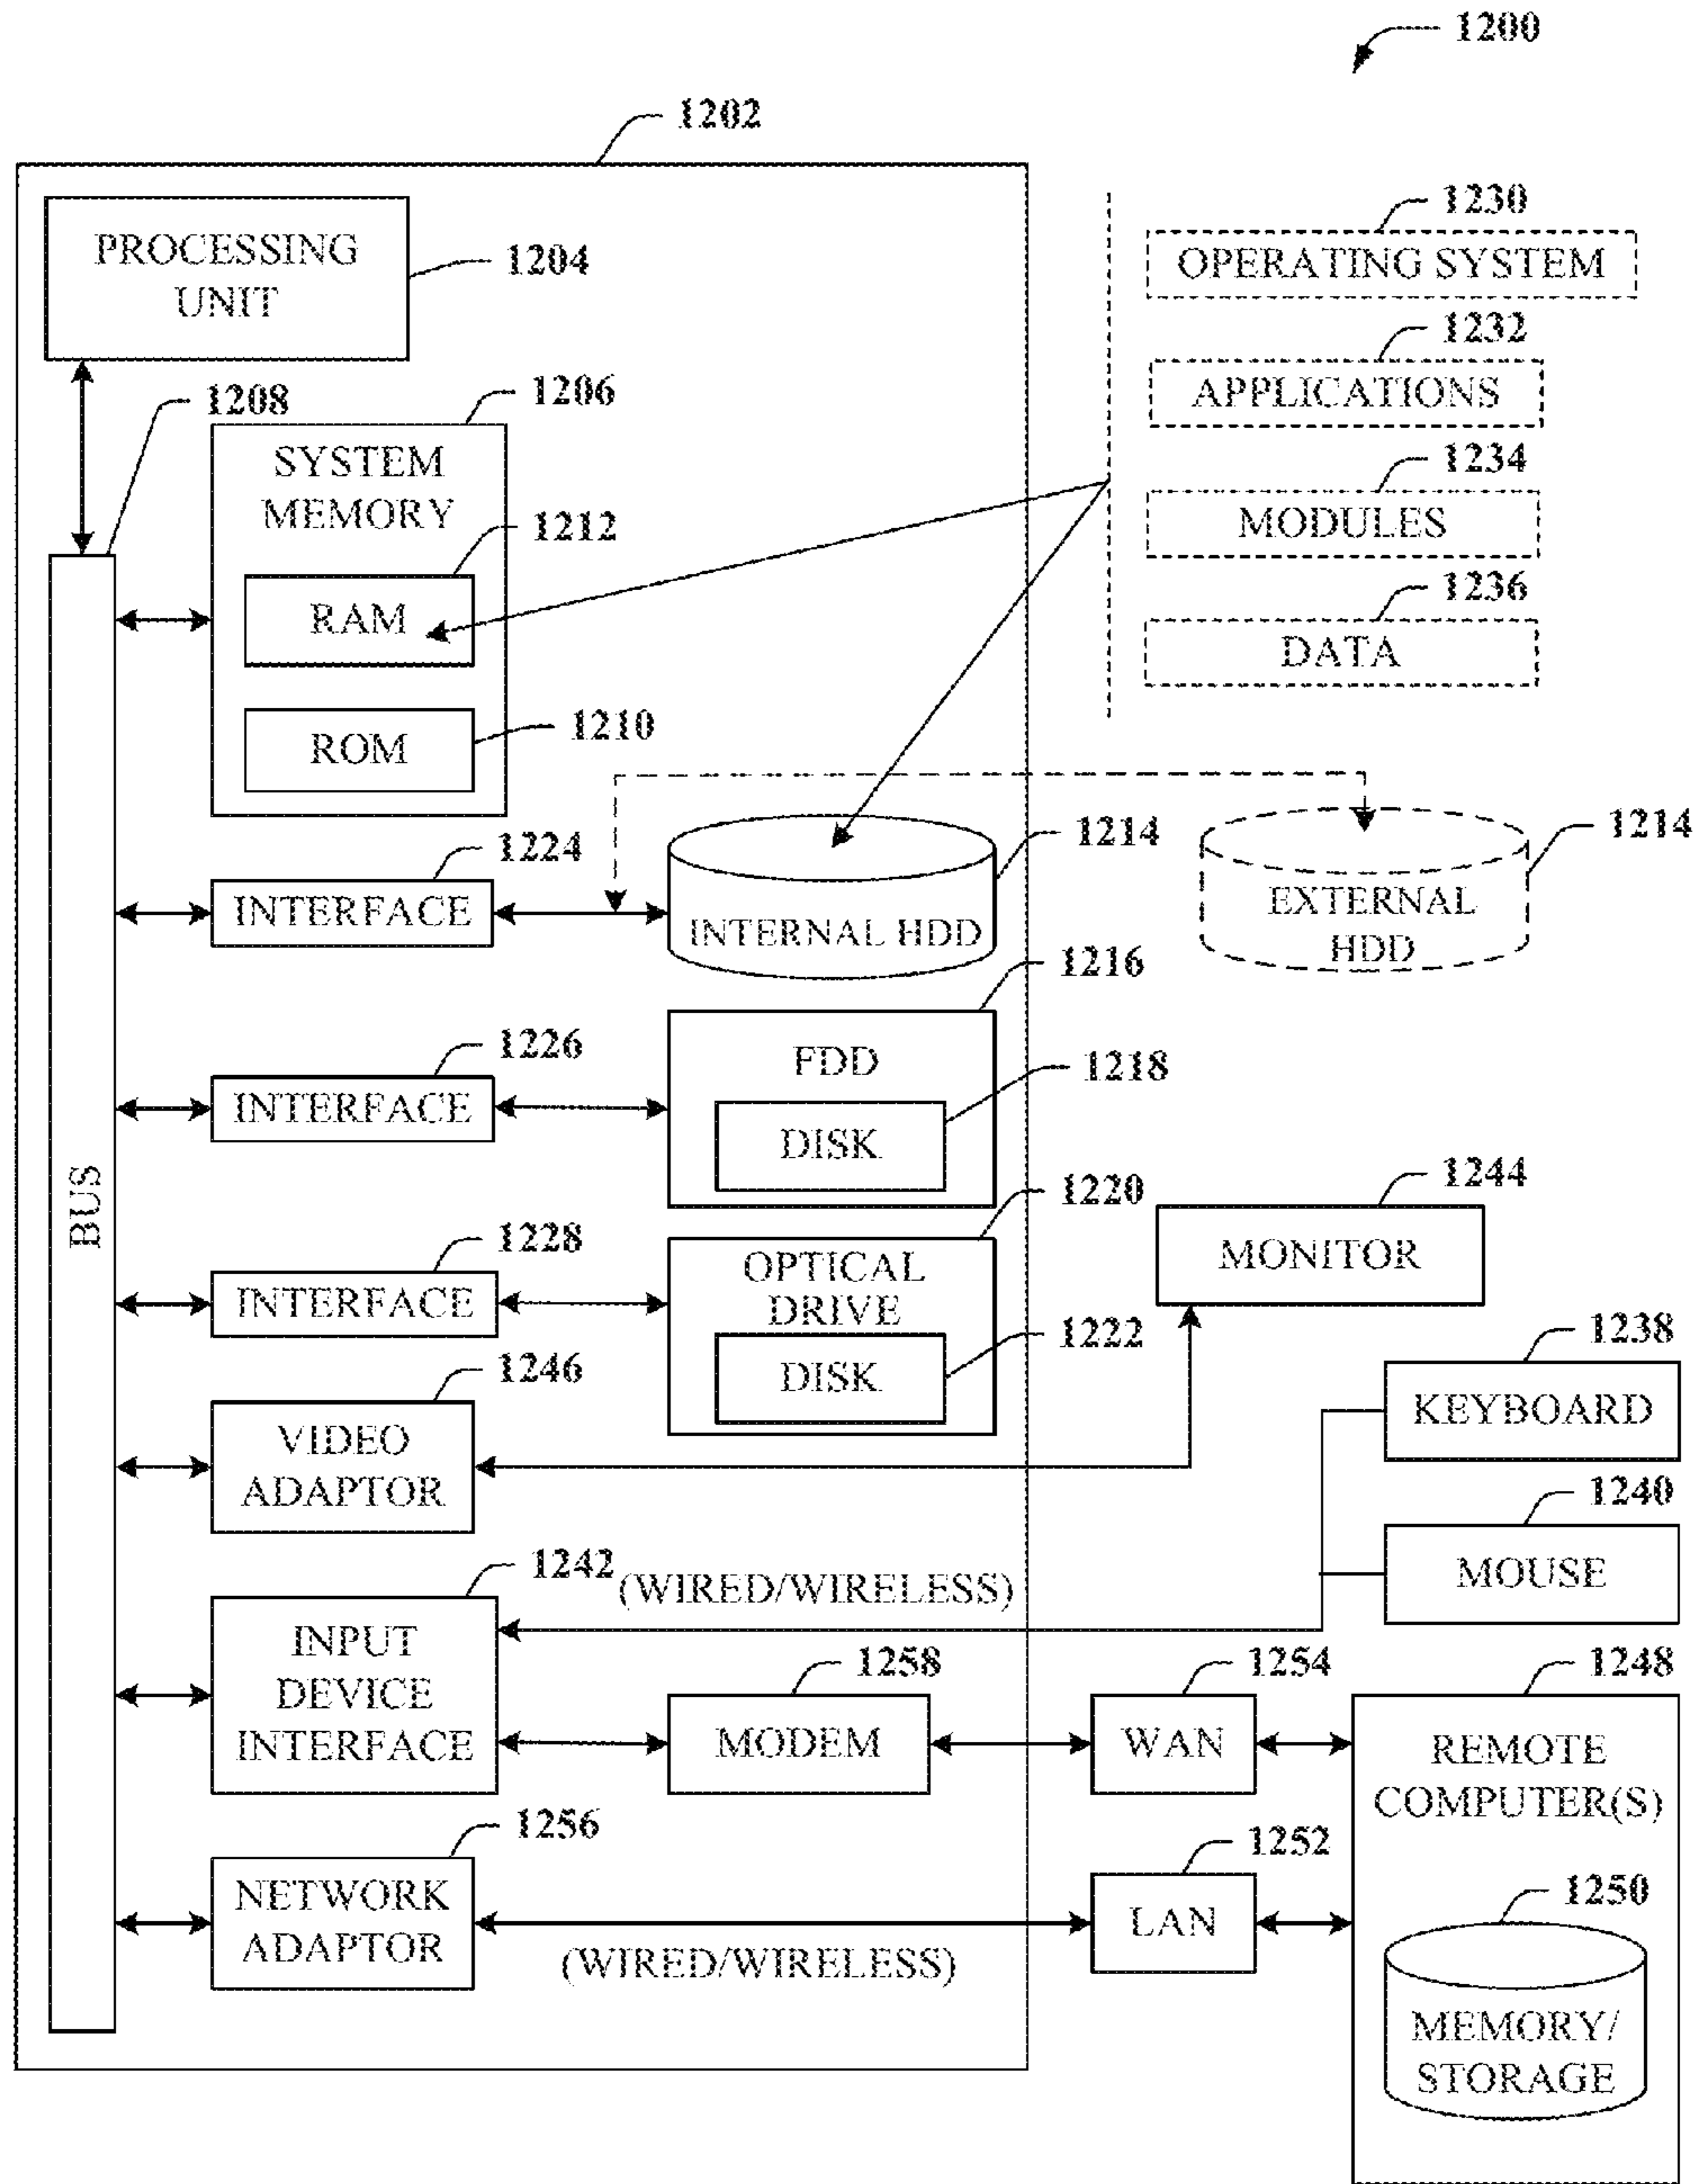 1200
1202
PROCESSING
UNIT
1204
1230
OPERATING SYSTEM
1232
APPLICATIONS
1234
MODULES
1236
DATA
1208
1206
SYSTEM
MEMORY
1212
RAM
1210
ROM
BUS
1224
INTERFACE
1214
INTERNAL HDD
1214
EXTERNAL
HDD
1226
INTERFACE
1216
FDD
1218
DISK
1228
INTERFACE
1220
OPTICAL
DRIVE
1222
DISK
1244
MONITOR
1246
VIDEO
ADAPTOR
1238
KEYBOARD
1240
MOUSE
1242
(WIRED/WIRELESS)
INPUT
DEVICE
INTERFACE
1258
MODEM
1254
WAN
1248
REMOTE
COMPUTER(S)
1256
NETWORK
ADAPTOR
(WIRED/WIRELESS)
1252
LAN
1250
MEMORY/
STORAGE